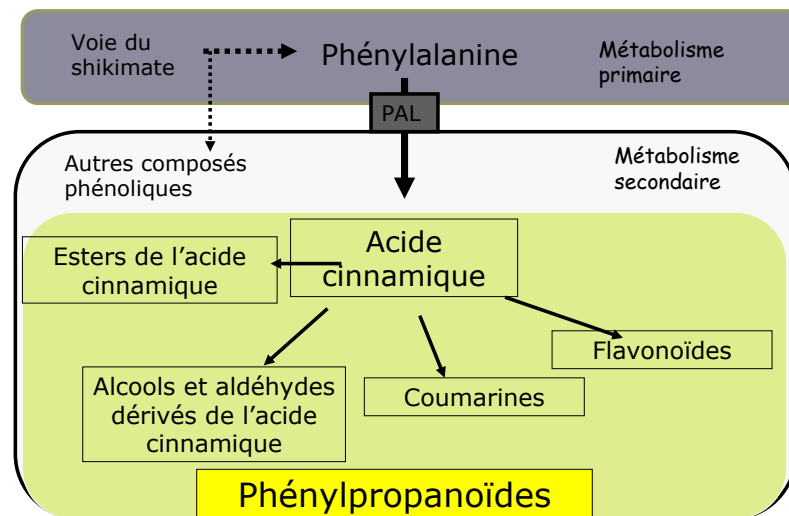 Voie du
shikimate
Phénylalanine
Métabolisme
primaire
PAL
Autres composés
phénoliques
Métabolisme
secondaire
Esters de l’acide
cinnamique
Acide
cinnamique
Flavonoïdes
Alcools et aldéhydes
dérivés de l’acide
cinnamique
Coumarines
Phénylpropanoïdes